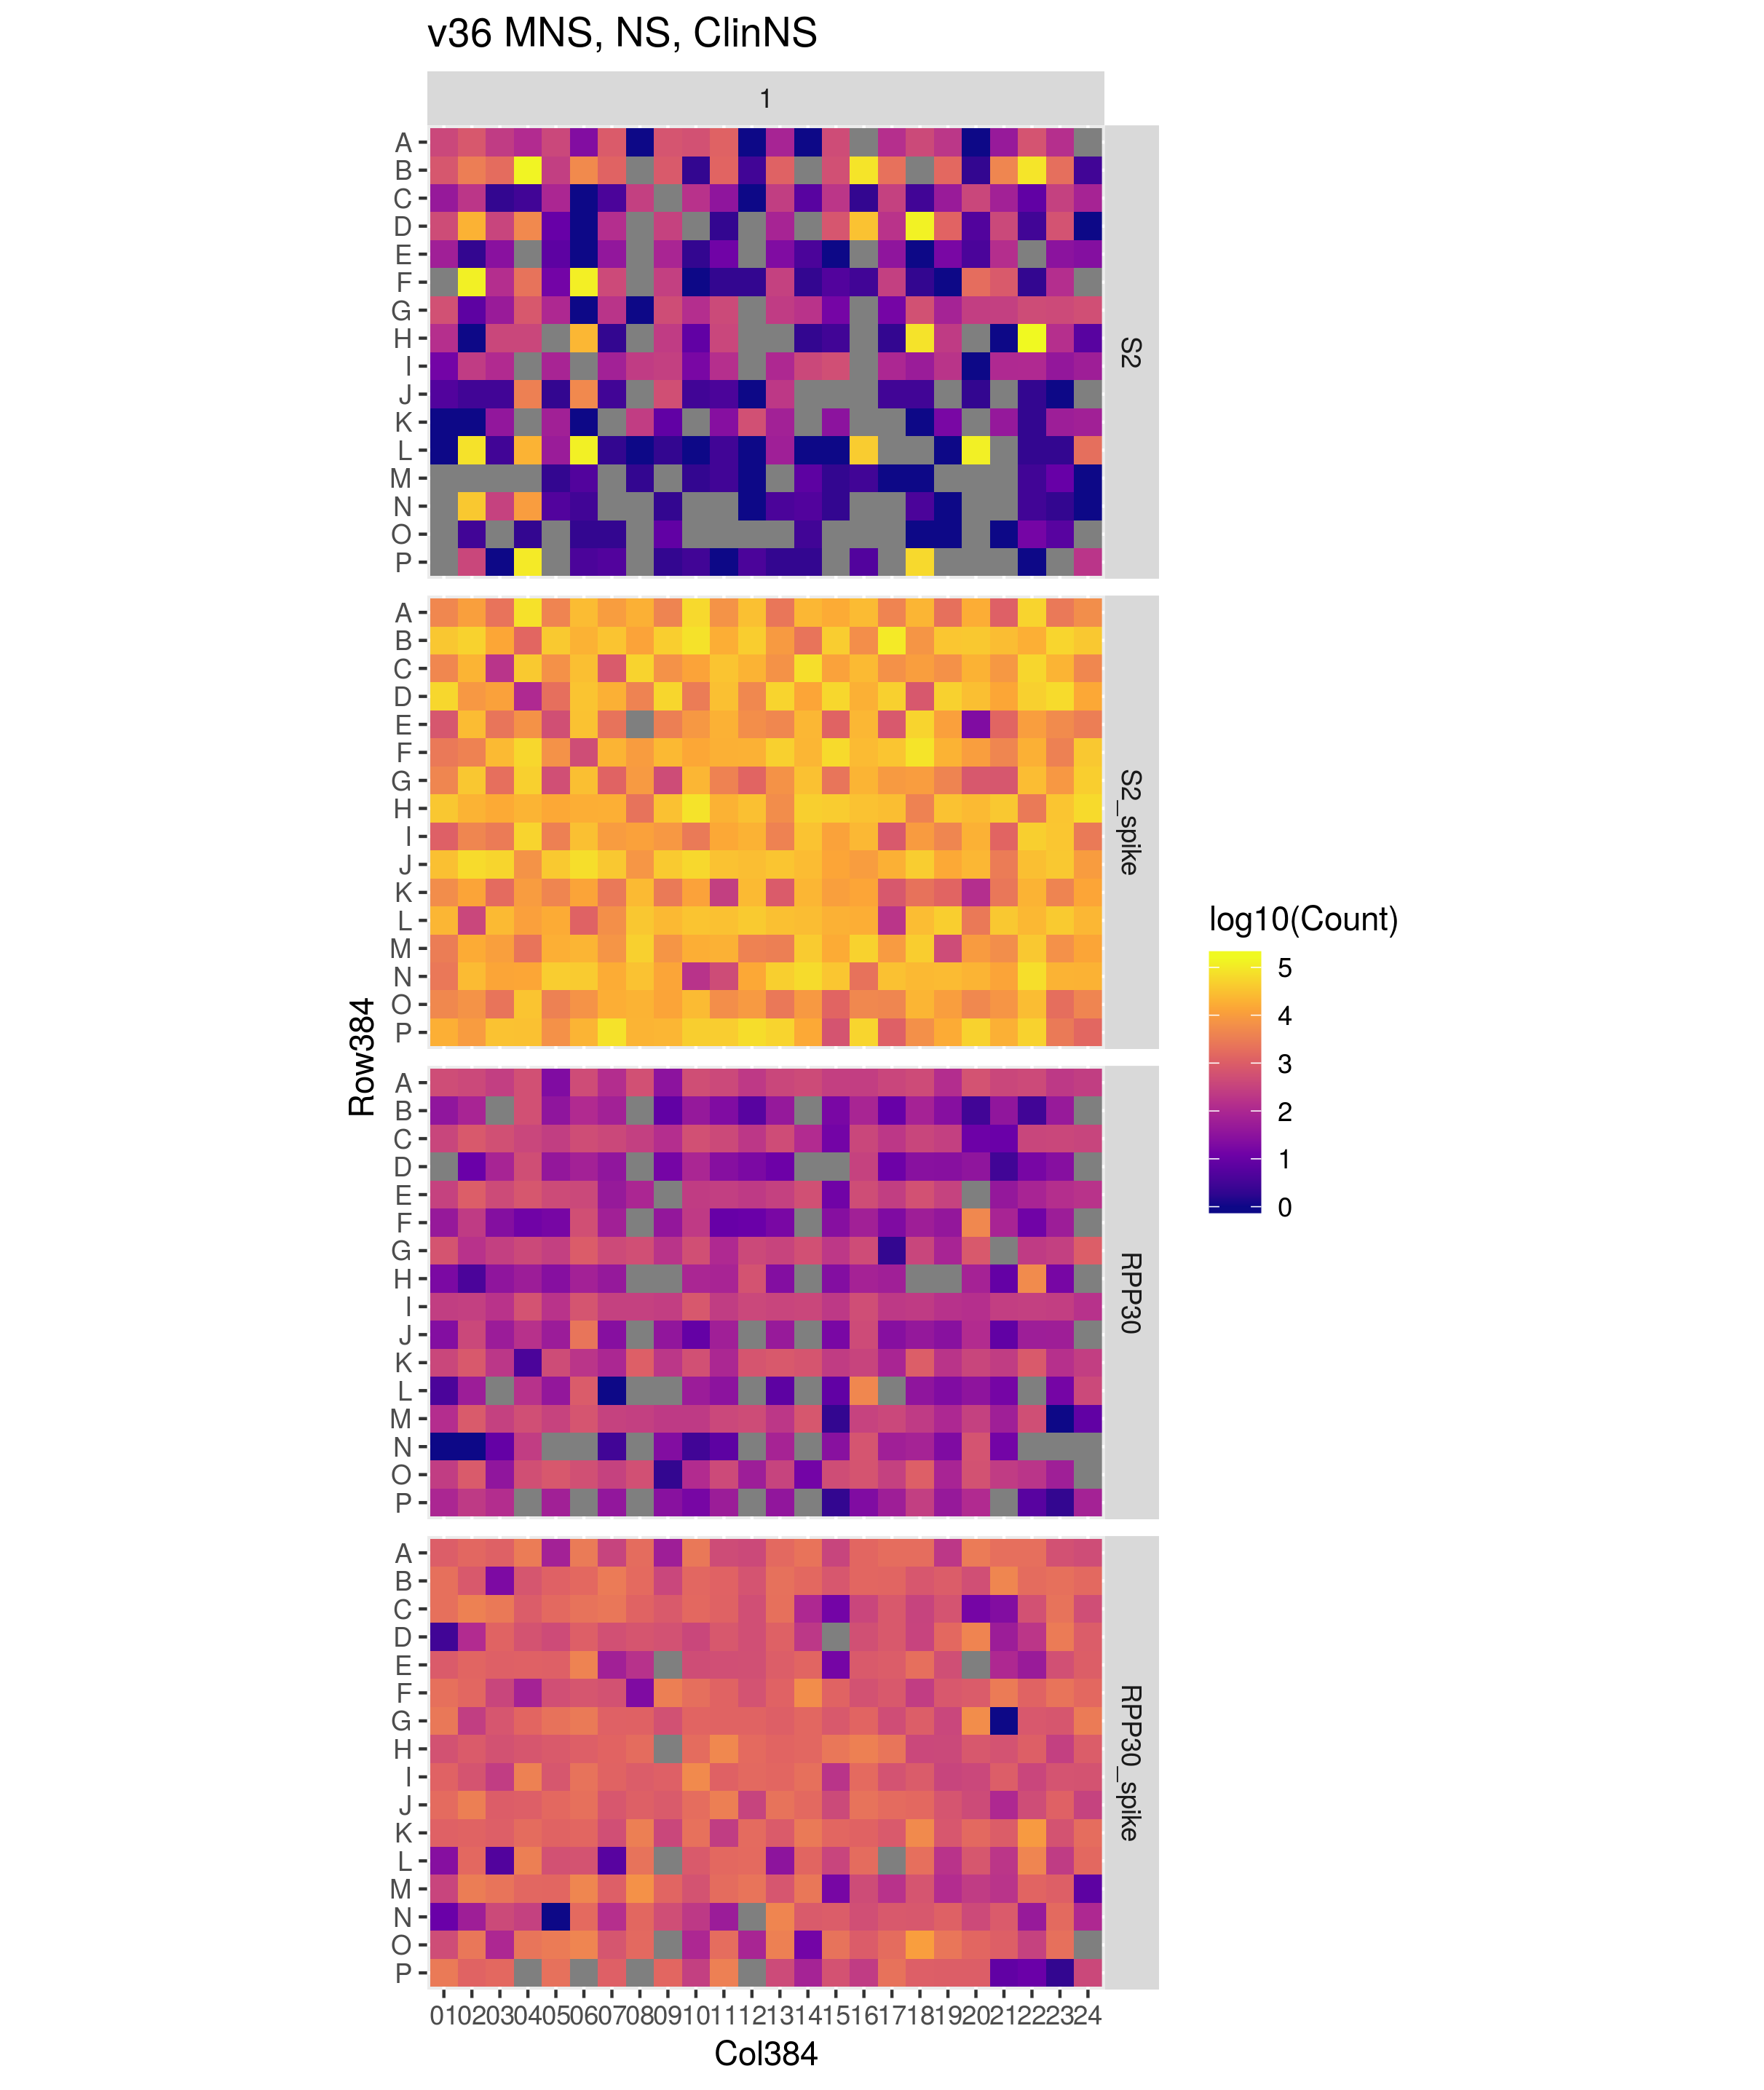 v36 MNS, NS, ClinNS
1
A
B
C
D
E
F
G
H
I
J
K
L
M
N
O
P
S2
A
B
C
D
E
F
G
H
I
J
K
L
M
N
O
P
S2_spike
Row384
A
B
C
D
E
F
G
H
I
J
K
L
M
N
O
P
RPP30
A
B
C
D
E
F
G
H
I
J
K
L
M
N
O
P
RPP30_spike
010203040506070809101112131415161718192021222324
Col384
log10(Count)
5
4
3
2
1
0